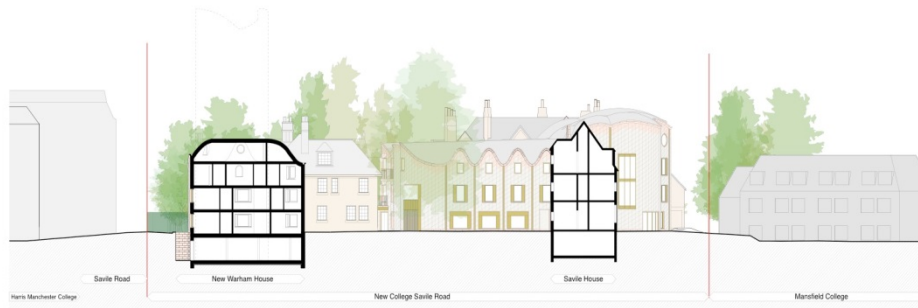 Savile Road
New Warham House
Savile House
Harris Manchester College
New College Savile Road
Mansfield College